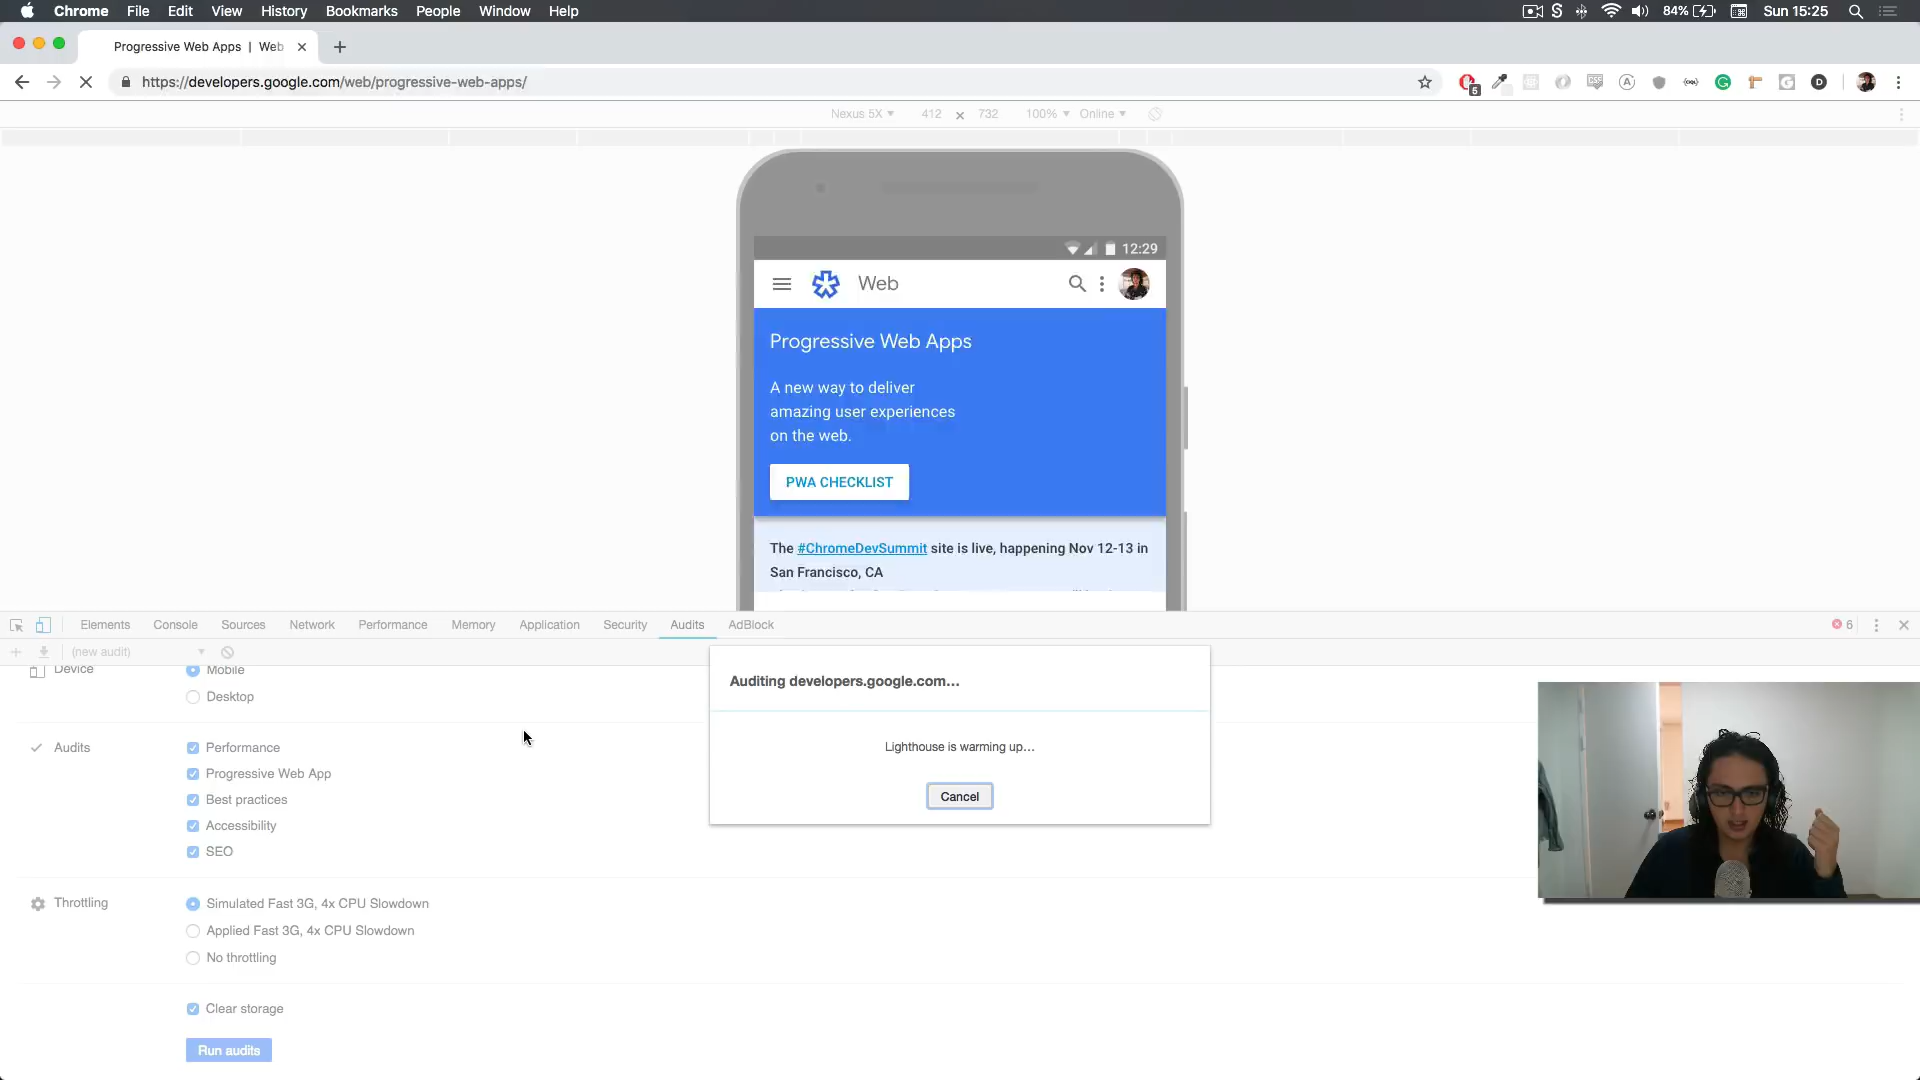 Chrome File Edit View History Bookmarks People Window Help 84% Sun 15:25
Progressive Web Apps | Web
https://developers.google.com/web/progressive-web-apps/
5
A
D
Nexus 5X 412 × 732 100% Online
12:29
Web
Progressive Web Apps
A new way to deliver
amazing user experiences
on the web.
PWA CHECKLIST
The #ChromeDevSummit site is live, happening Nov 12-13 in
San Francisco, CA
Elements Console Sources Network Performance Memory Application Security Audits AdBlock 6
(new audit)
Device
Mobile
Desktop
Audits
Performance
Progressive Web App
Best practices
Accessibility
SEO
Throttling
Simulated Fast 3G, 4x CPU Slowdown
Applied Fast 3G, 4x CPU Slowdown
No throttling
Clear storage
Run audits
Auditing developers.google.com...
Lighthouse is warming up...
Cancel